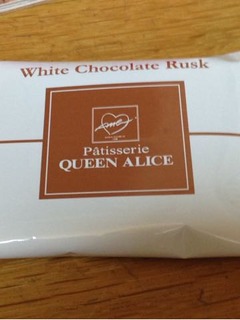 White Chocolate Rusk
Pâtisserie
QUEEN ALICE